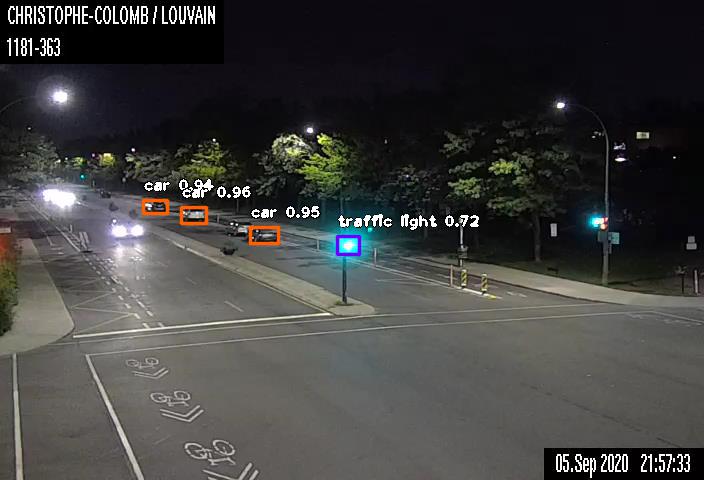 CHRISTOPHE-COLOMB / LOUVAIN
1181-363
car 0.94
car 0.96
car 0.95
traffic light 0.72
05.Sep 2020 21:57:33